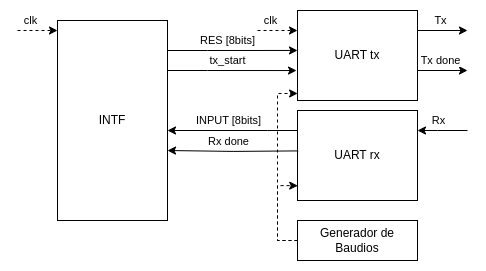 clk
clk
Tx
RES [8bits]
UART tx
tx_start
Tx done
INTF
INPUT [8bits]
Rx
Rx done
UART rx
Generador de
Baudios